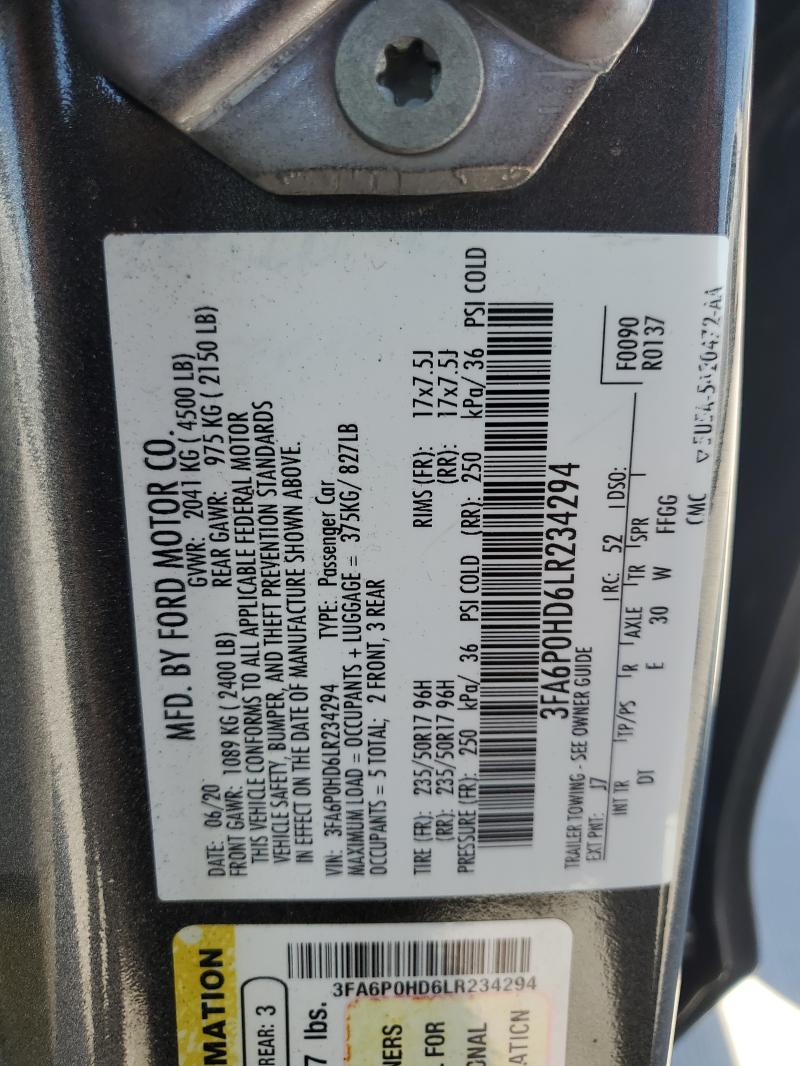 MFD. BY FORD MOTOR CO.
DATE: 06/20 GVWR: 2041 KG ( 4500 LB)
FRONT GAWR: 1089 KG ( 2400 LB) REAR GAWR: 975 KG ( 2150 LB)
THIS VEHICLE CONFORMS TO ALL APPLICABLE FEDERAL MOTOR
VEHICLE SAFETY, BUMPER, AND THEFT PREVENTION STANDARDS
IN EFFECT ON THE DATE OF MANUFACTURE SHOWN ABOVE.
VIN: 3FA6P0HD6LR234294 TYPE: Passenger Car
MAXIMUM LOAD = OCCUPANTS + LUGGAGE = 375KG/ 827LB
OCCUPANTS = 5 TOTAL; 2 FRONT, 3 REAR
TIRE (FR): 235/50R17 96H RIMS (FR): 17x7.5J
(RR): 235/50R17 96H (RR): 17x7.5J
PRESSURE (FR): 250 kPa/ 36 PSI COLD (RR): 250 kPa/ 36 PSI COLD
3FA6P0HD6LR234294
TRAILER TOWING - SEE OWNER GUIDE
EXT PNT: J7 RC: 52 DSO: F0090
R0137
INT TR TP/PS R AXLE TR SPR
DT E 30 W FFGG
CMC
MATION
REAR: 3
7 lbs.
3FA6P0HD6LR234294
NERS
L FOR
ONAL
ATION